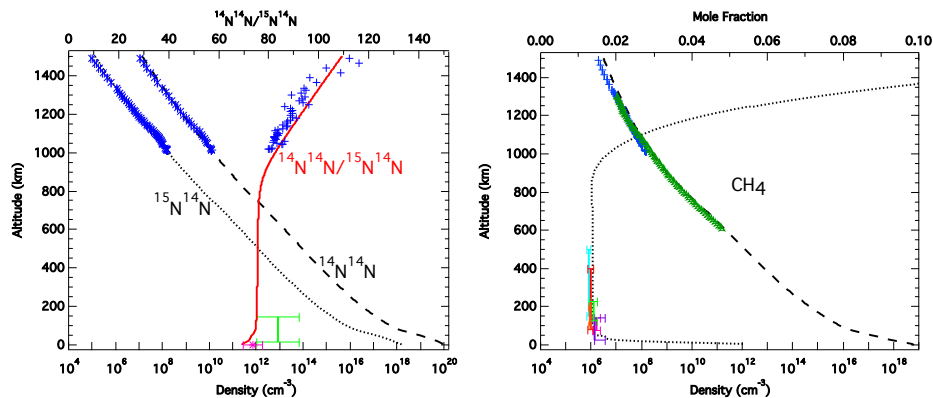 ¹⁴N¹⁴N/¹⁵N¹⁴N
0 20 40 60 80 100 120 140
1400
1200
1000
800
600
400
200
0
Altitude (km)
¹⁴N¹⁴N/¹⁵N¹⁴N
¹⁵N¹⁴N
¹⁴N¹⁴N
10⁴ 10⁶ 10⁸ 10¹⁰ 10¹² 10¹⁴ 10¹⁶ 10¹⁸ 10²⁰
Density (cm⁻³)
Mole Fraction
0.00 0.02 0.04 0.06 0.08 0.10
1400
1200
1000
800
600
400
200
0
Altitude (km)
CH₄
10⁴ 10⁶ 10⁸ 10¹⁰ 10¹² 10¹⁴ 10¹⁶ 10¹⁸
Density (cm⁻³)